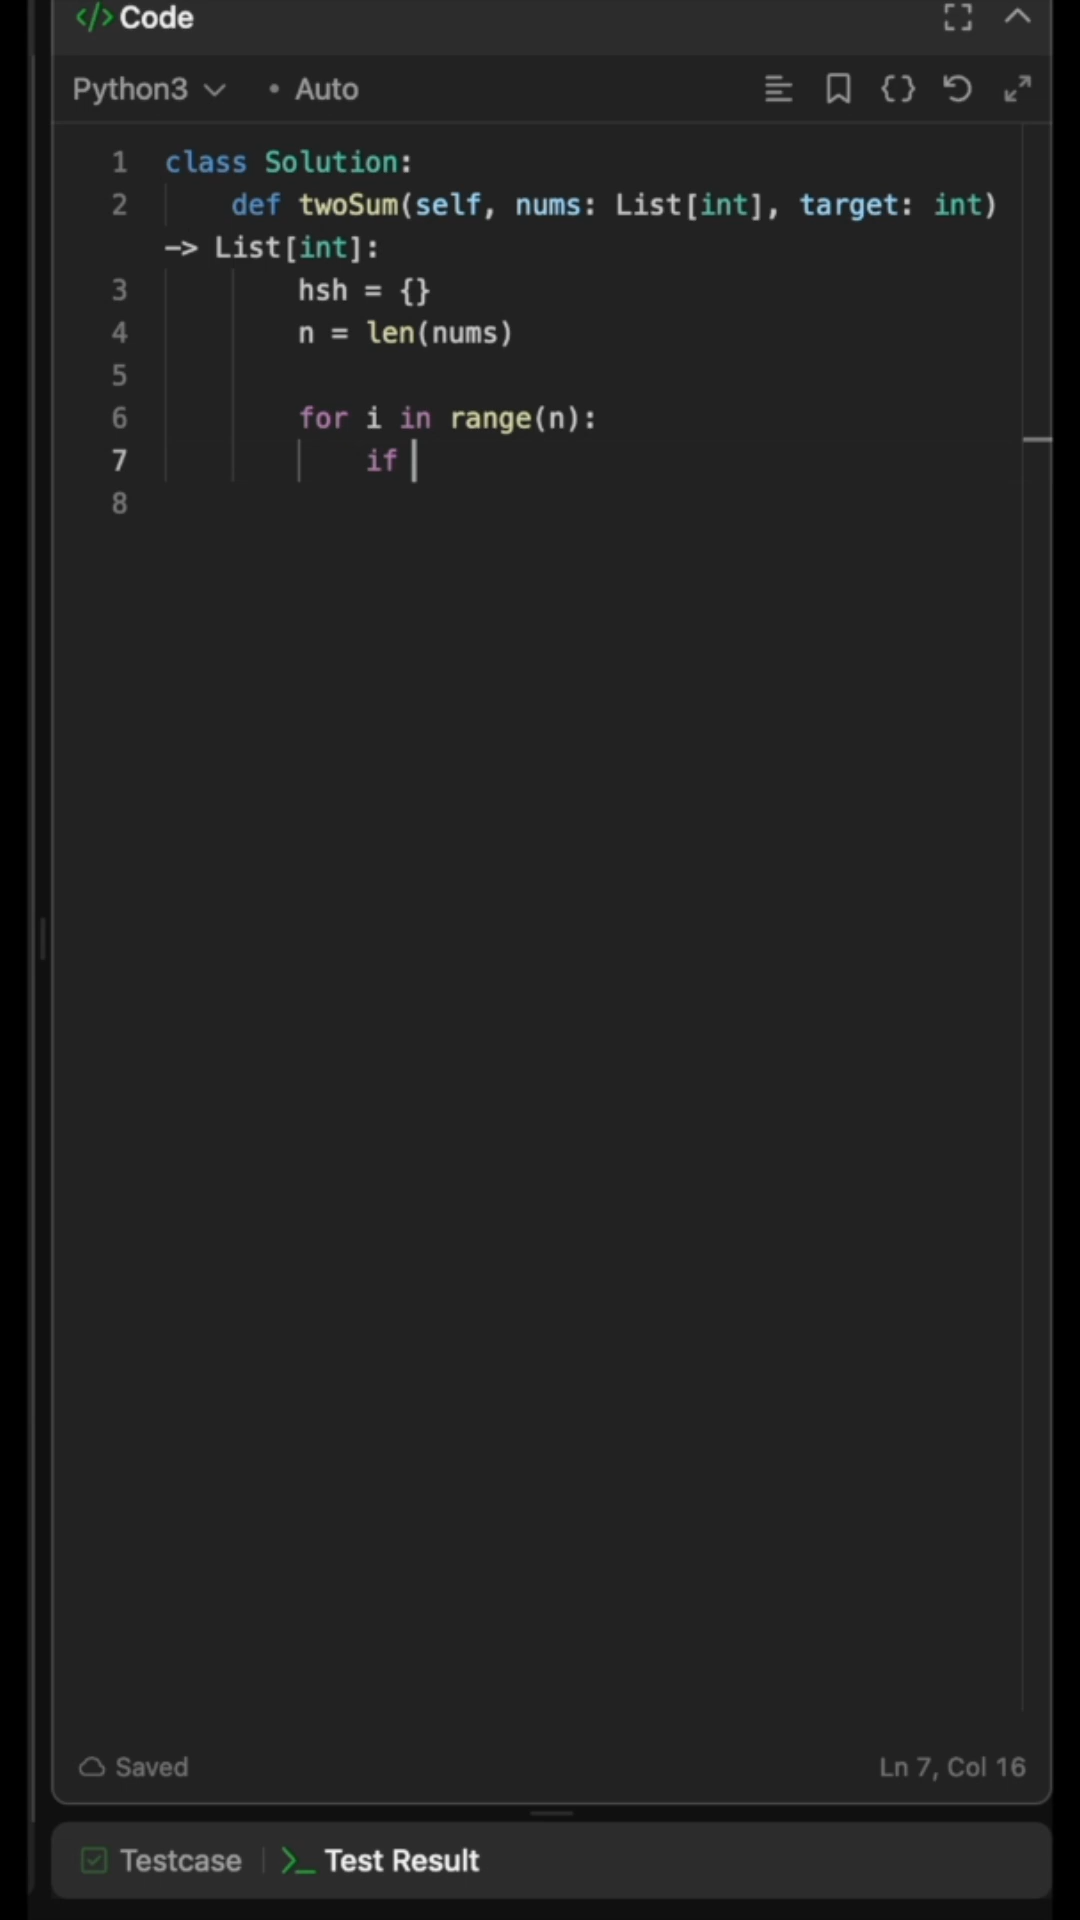 </> Code
Python3 • Auto
1 class Solution:
2 def twoSum(self, nums: List[int], target: int)
-> List[int]:
3 hsh = {}
4 n = len(nums)
5
6 for i in range(n):
7 if
8
Saved
Ln 7, Col 16
Testcase
Test Result